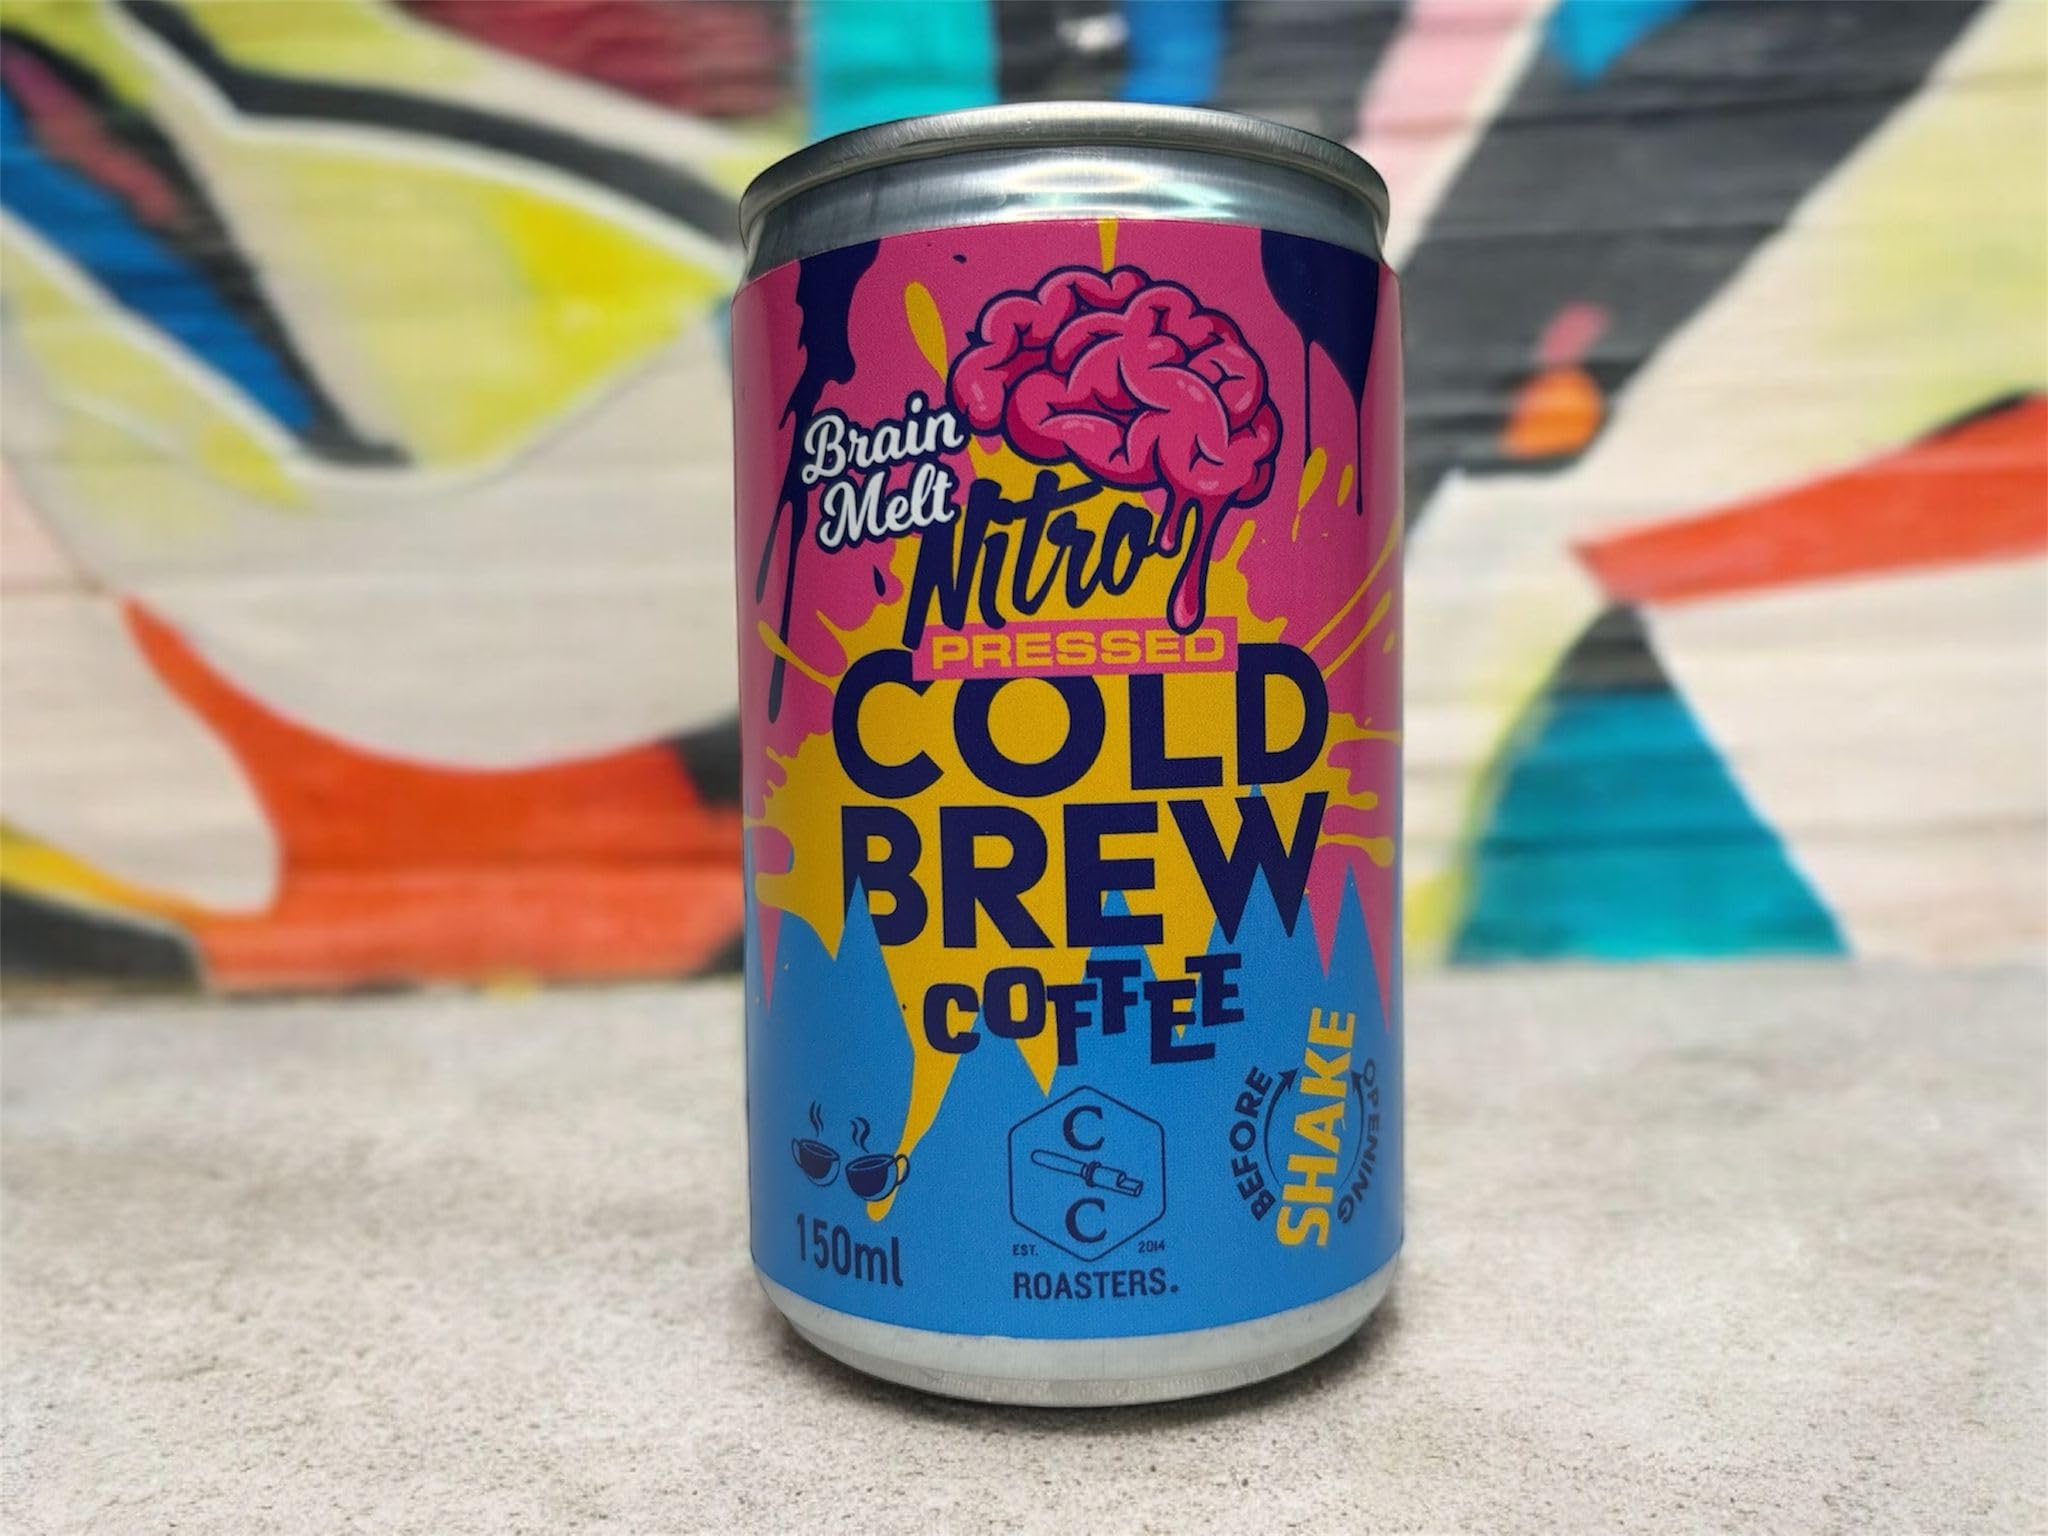 Brain
Melt
Nitro
PRESSED
COLD
BREW
COFFEE
150ml
C
C
EST. 2014
ROASTERS.
BEFORE
SHAKE
OPENING